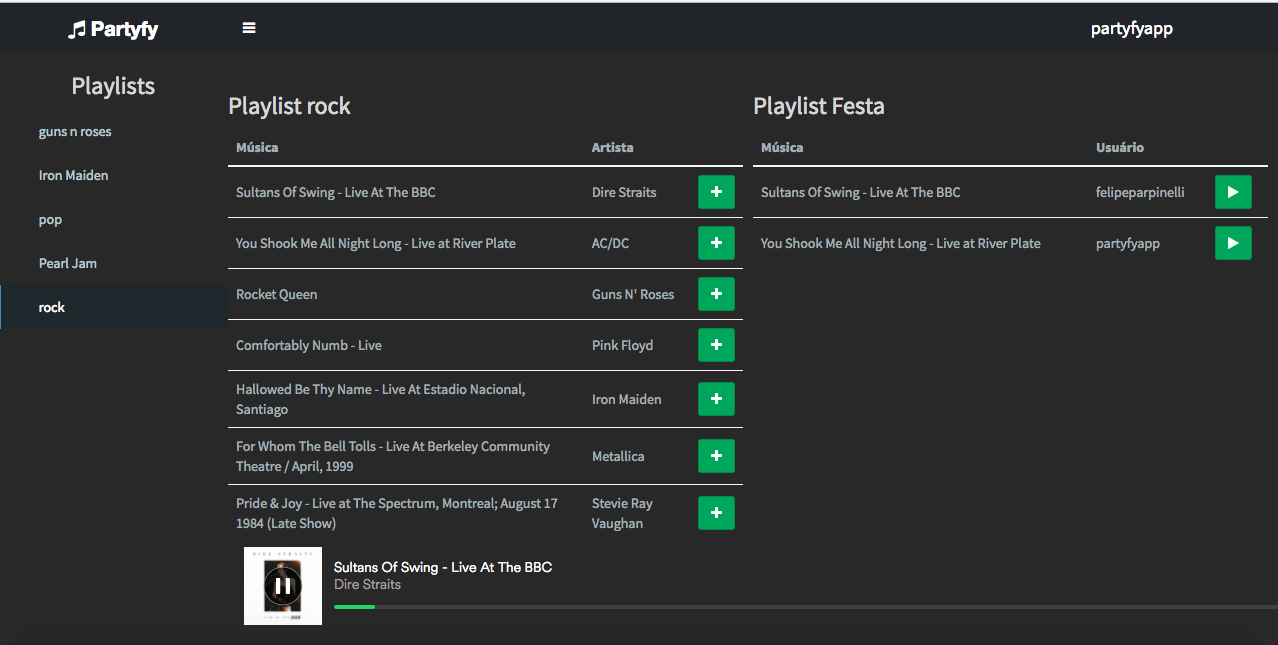 Partyfy
partyfyapp
Playlists
guns n roses
Iron Maiden
pop
Pearl Jam
rock
Playlist rock
Música Artista
Sultans Of Swing - Live At The BBC Dire Straits
You Shook Me All Night Long - Live at River Plate AC/DC
Rocket Queen Guns N' Roses
Comfortably Numb - Live Pink Floyd
Hallowed Be Thy Name - Live At Estadio Nacional,
Santiago
Iron Maiden
For Whom The Bell Tolls - Live At Berkeley Community
Theatre / April, 1999
Metallica
Pride & Joy - Live at The Spectrum, Montreal; August 17
1984 (Late Show)
Stevie Ray
Vaughan
Playlist Festa
Música Usuário
Sultans Of Swing - Live At The BBC felipeparpinelli
You Shook Me All Night Long - Live at River Plate partyfyapp
DIRE STRAITS
Sultans Of Swing - Live At The BBC
Dire Straits